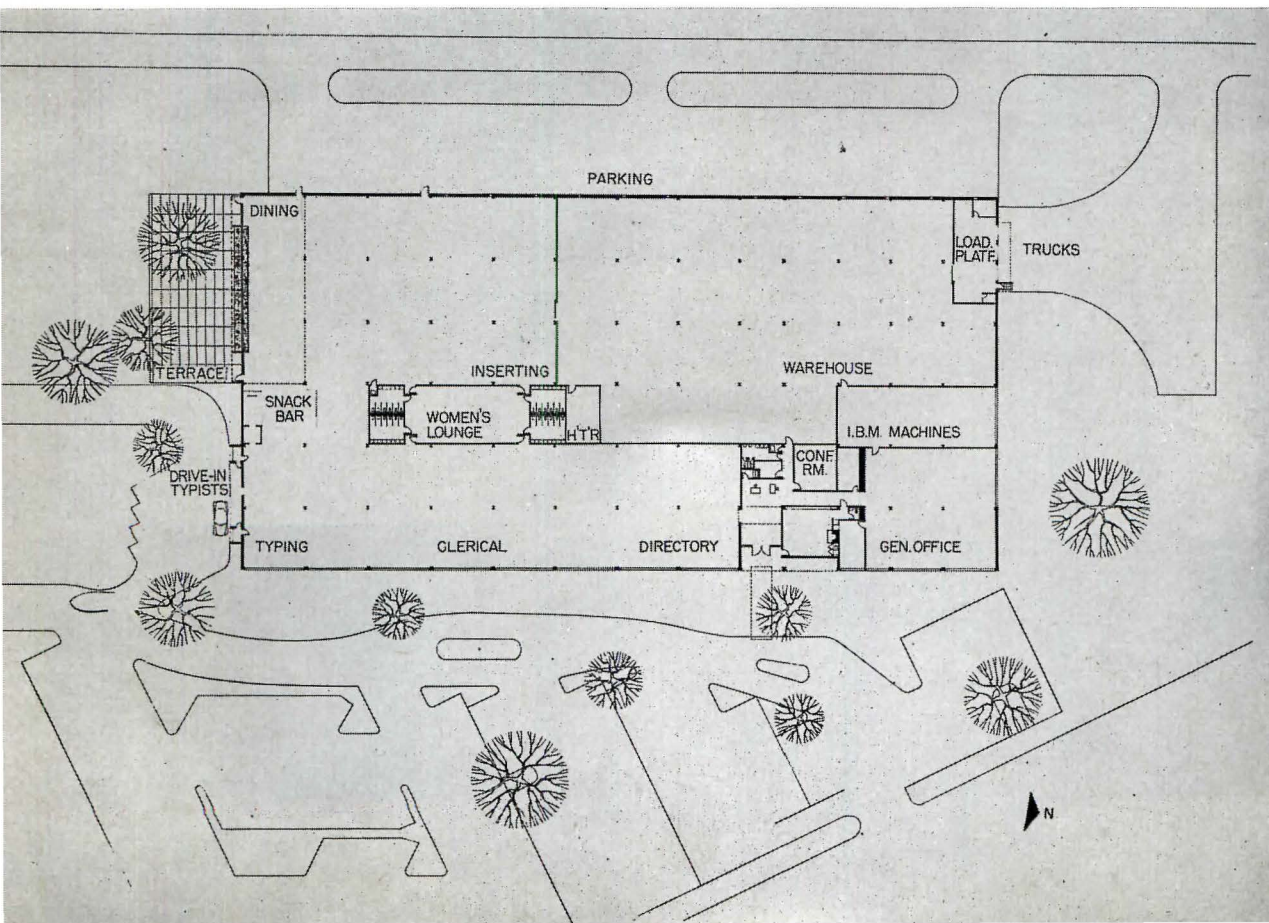 PARKING
DINING
LOAD.
PLATF.
TRUCKS
TERRACE
INSERTING
WAREHOUSE
SNACK
BAR
WOMEN'S
LOUNGE
H'T'R
I.B.M. MACHINES
CONF.
RM.
DRIVE-IN
TYPISTS
TYPING
CLERICAL
DIRECTORY
GEN. OFFICE
N